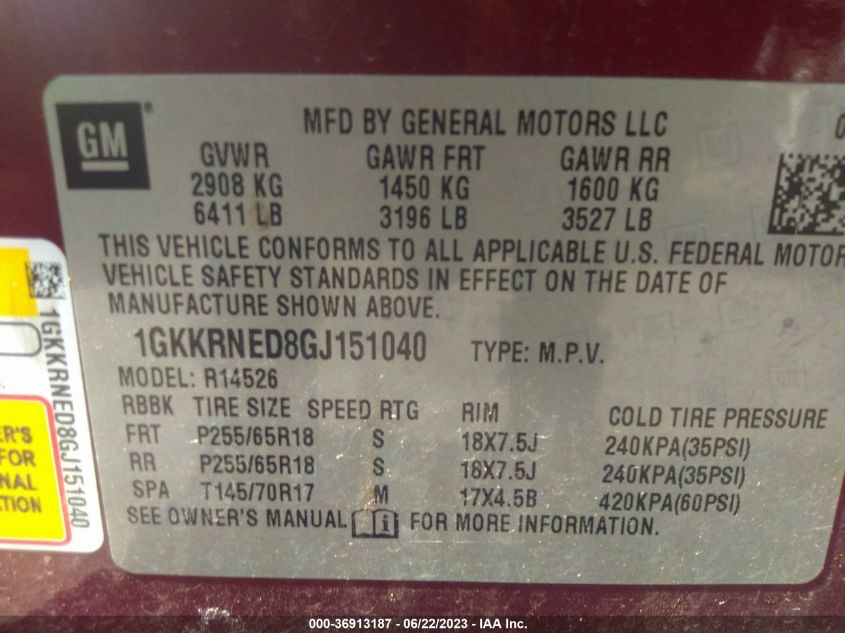 GM
®
MFD BY GENERAL MOTORS LLC
GVWR GAWR FRT GAWR RR
2908 KG 1450 KG 1600 KG
6411 LB 3196 LB 3527 LB
THIS VEHICLE CONFORMS TO ALL APPLICABLE U.S. FEDERAL MOTOR
VEHICLE SAFETY STANDARDS IN EFFECT ON THE DATE OF
MANUFACTURE SHOWN ABOVE.
1GKKRNED8GJ151040 TYPE: M.P.V.
MODEL: R14526
RBBK TIRE SIZE SPEED RTG RIM COLD TIRE PRESSURE
FRT P255/65R18 S 18X7.5J 240KPA(35PSI)
RR P255/65R18 S 18X7.5J 240KPA(35PSI)
SPA T145/70R17 M 17X4.5B 420KPA(60PSI)
SEE OWNER'S MANUAL FOR MORE INFORMATION.
1GKKRNED8GJ151040
ER'S
FOR
NAL
TION
000-36913187 - 06/22/2023 - IAA Inc.